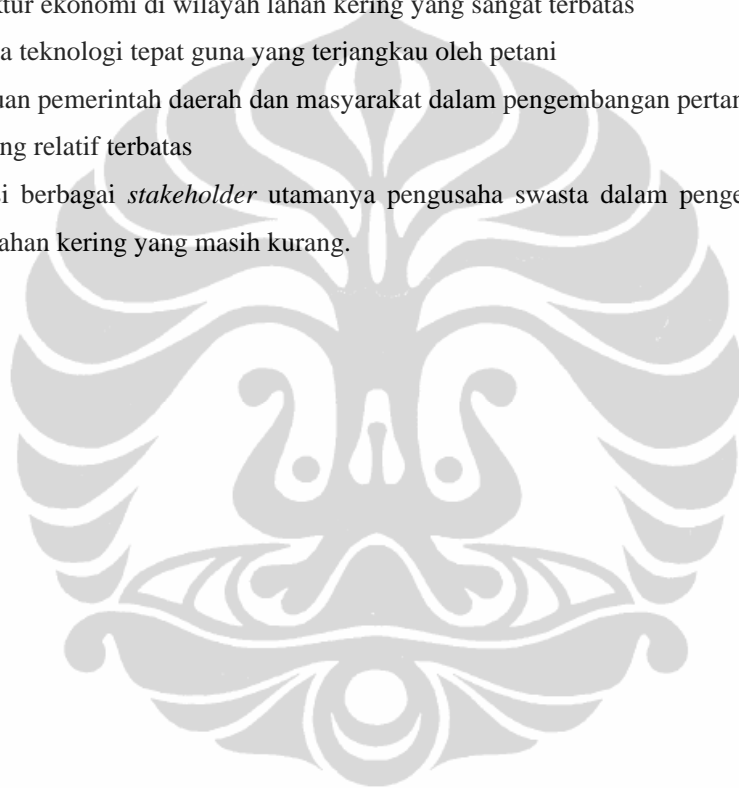 ktur ekonomi di wilayah lahan kering yang sangat terbatas
a teknologi tepat guna yang terjangkau oleh petani
uan pemerintah daerah dan masyarakat dalam pengembangan pertan
ng relatif terbatas
si berbagai stakeholder utamanya pengusaha swasta dalam penge
ahan kering yang masih kurang.